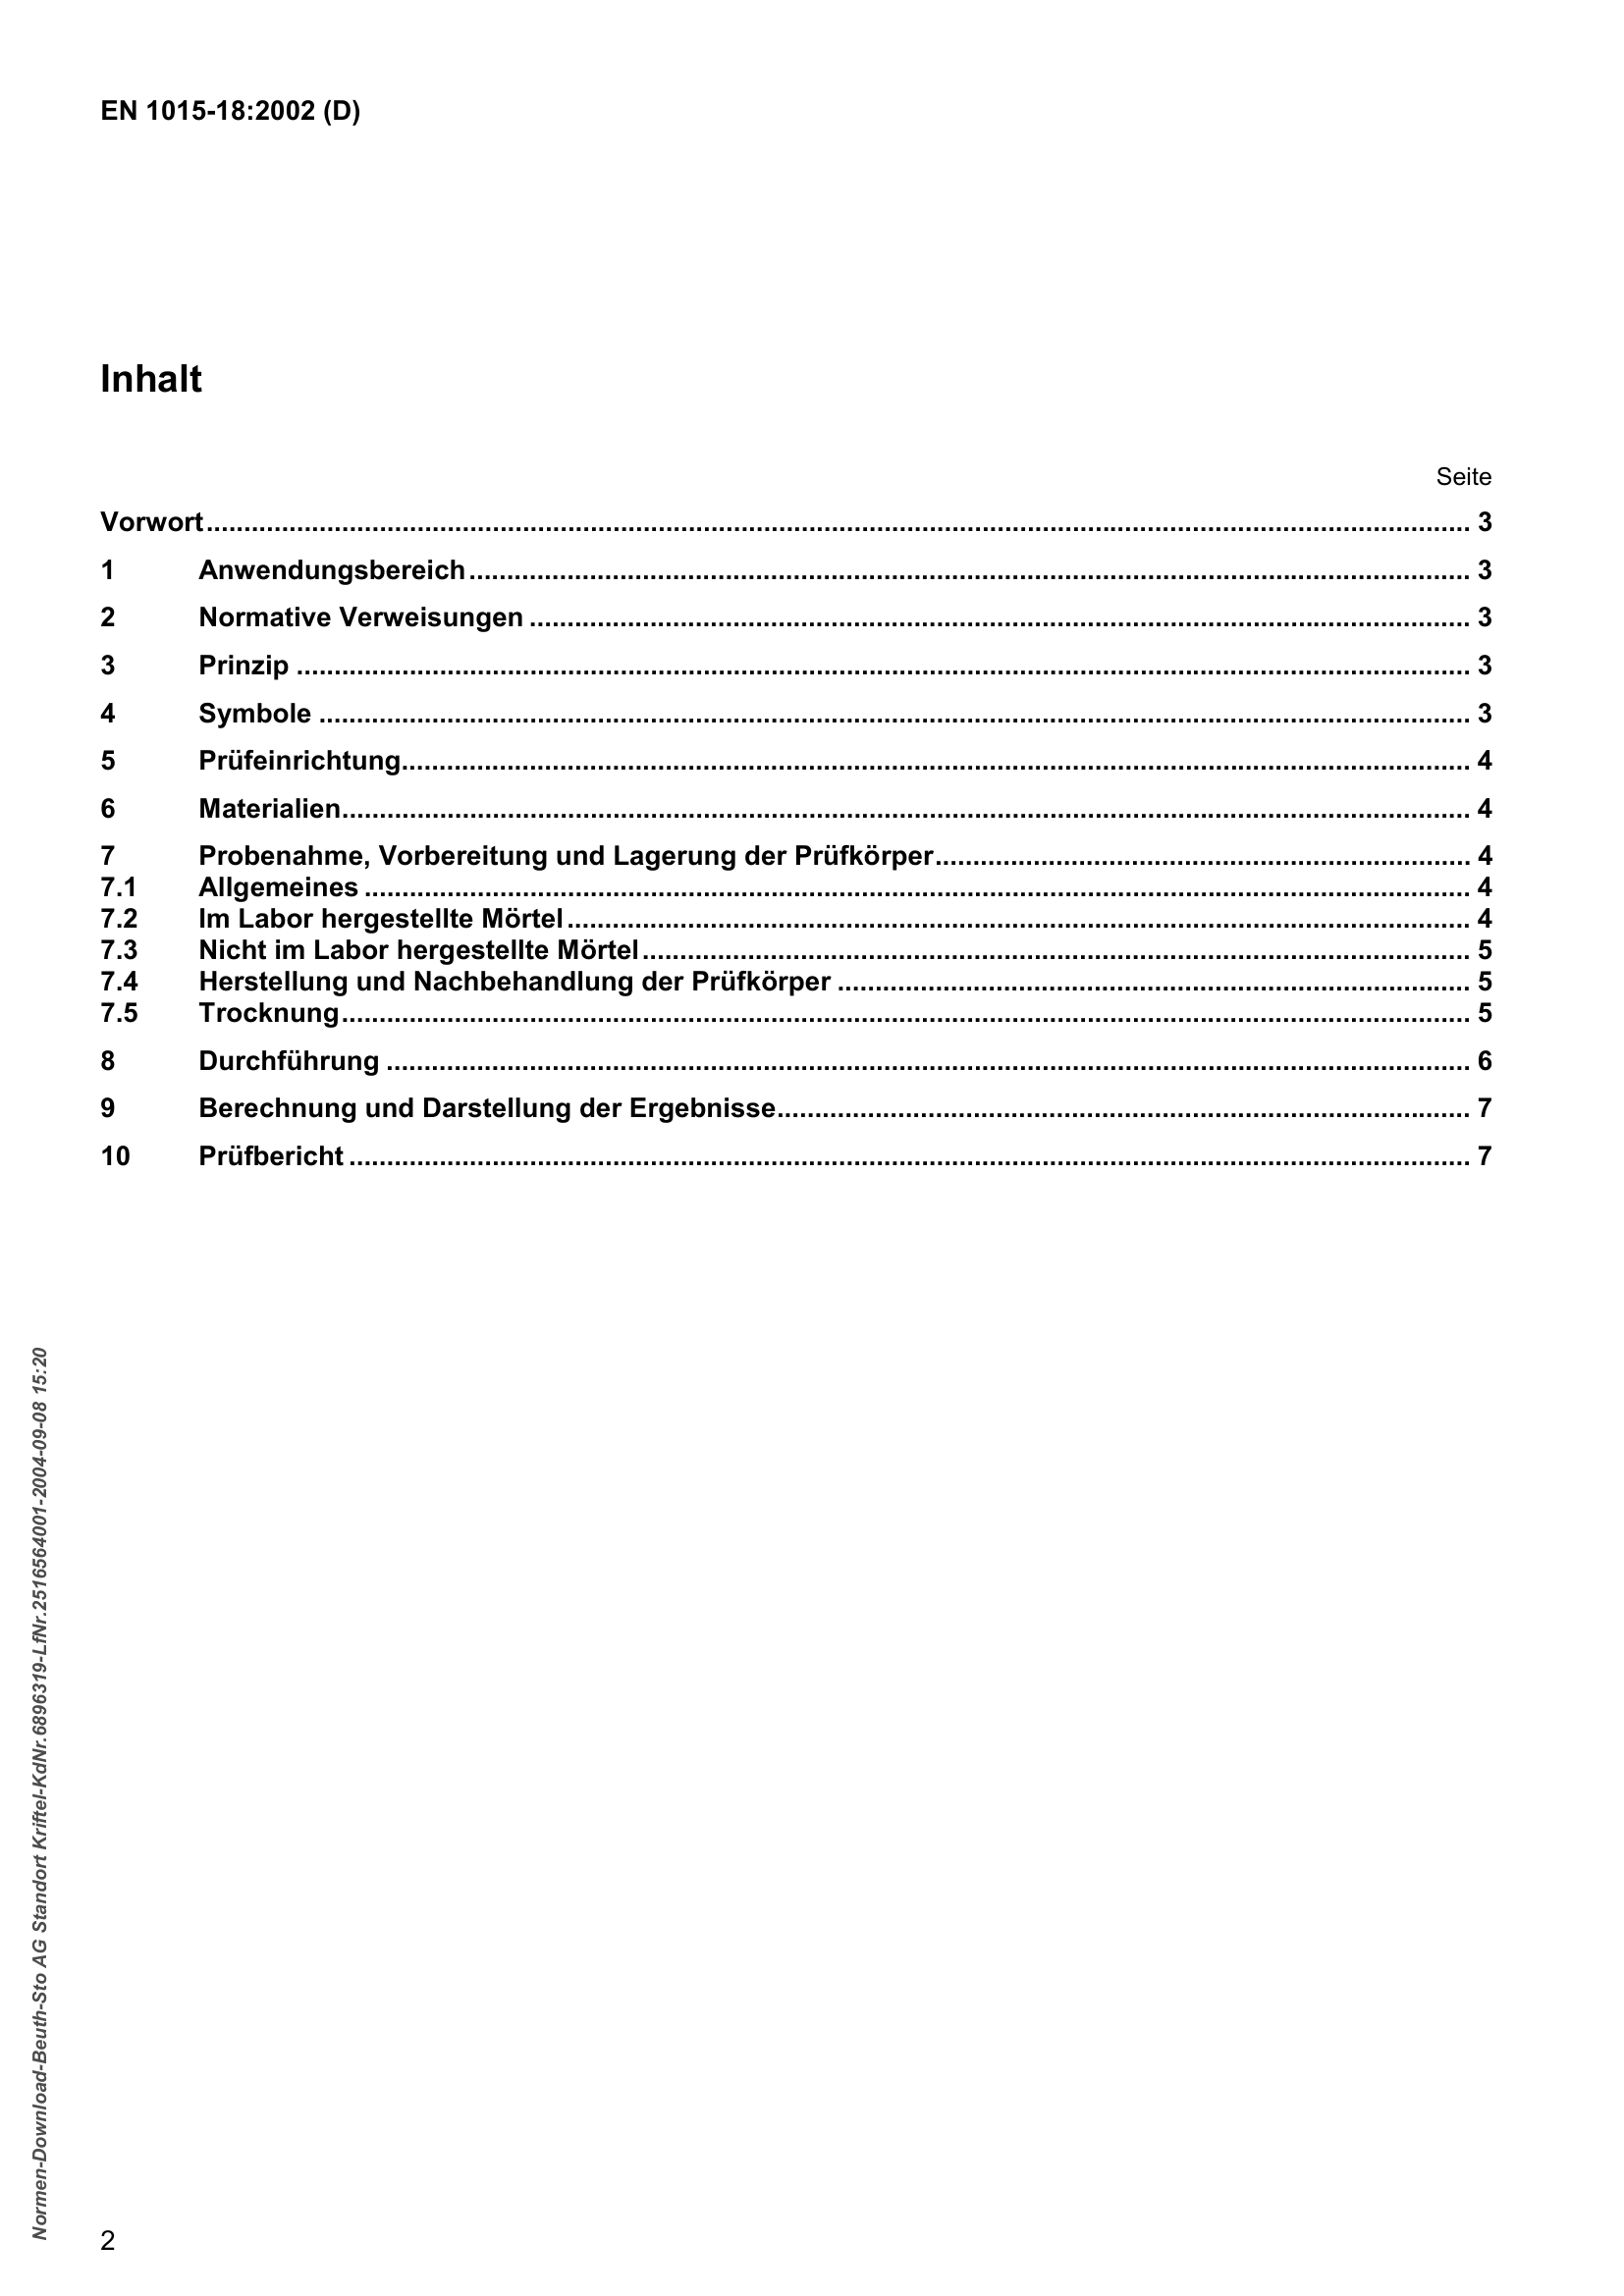 EN 1015-18:2002 (D)
Inhalt
Seite
Vorwort 3
1 Anwendungsbereich 3
2 Normative Verweisungen 3
3 Prinzip 3
4 Symbole 3
5 Prüfeinrichtung 4
6 Materialien 4
7 Probenahme, Vorbereitung und Lagerung der Prüfkörper 4
7.1 Allgemeines 4
7.2 Im Labor hergestellte Mörtel 4
7.3 Nicht im Labor hergestellte Mörtel 5
7.4 Herstellung und Nachbehandlung der Prüfkörper 5
7.5 Trocknung 5
8 Durchführung 6
9 Berechnung und Darstellung der Ergebnisse 7
10 Prüfbericht 7
Normen-Download-Beuth-Sto AG Standort Kriftel-KdNr.6896319-LfNr.2516564001-2004-09-08 15:20
2